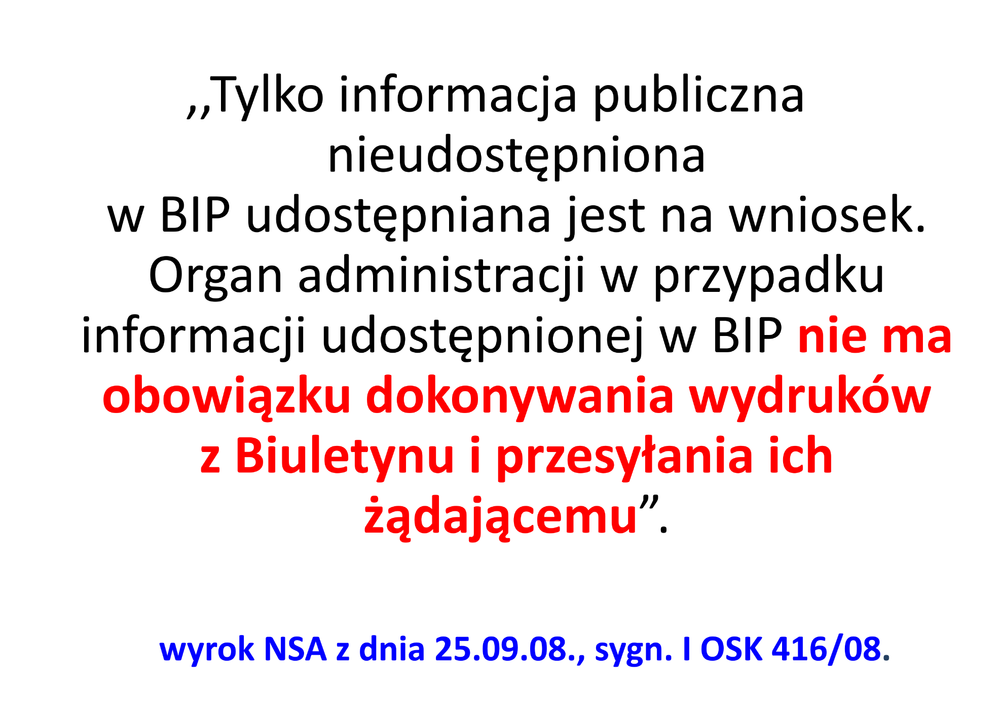 ,,Tylko informacja publiczna
nieudostępniona
w BIP udostępniana jest na wniosek.
Organ administracji w przypadku
informacji udostępnionej w BIP nie ma
obowiązku dokonywania wydruków
z Biuletynu i przesyłania ich
żądającemu”.
wyrok NSA z dnia 25.09.08., sygn. I OSK 416/08.